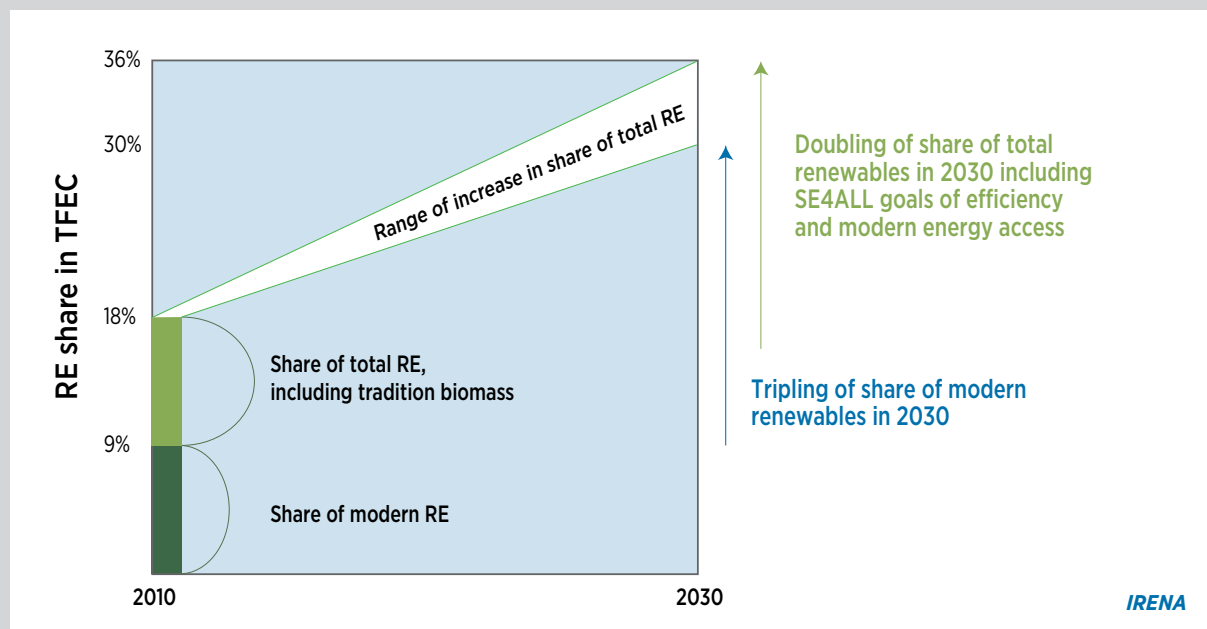 RE share in TFEC
36%
30%
18%
9%
Range of increase in share of total RE
Share of total RE,
including tradition biomass
Share of modern RE
2010
2030
Doubling of share of total
renewables in 2030 including
SE4ALL goals of efficiency
and modern energy access
Tripling of share of modern
renewables in 2030
IRENA